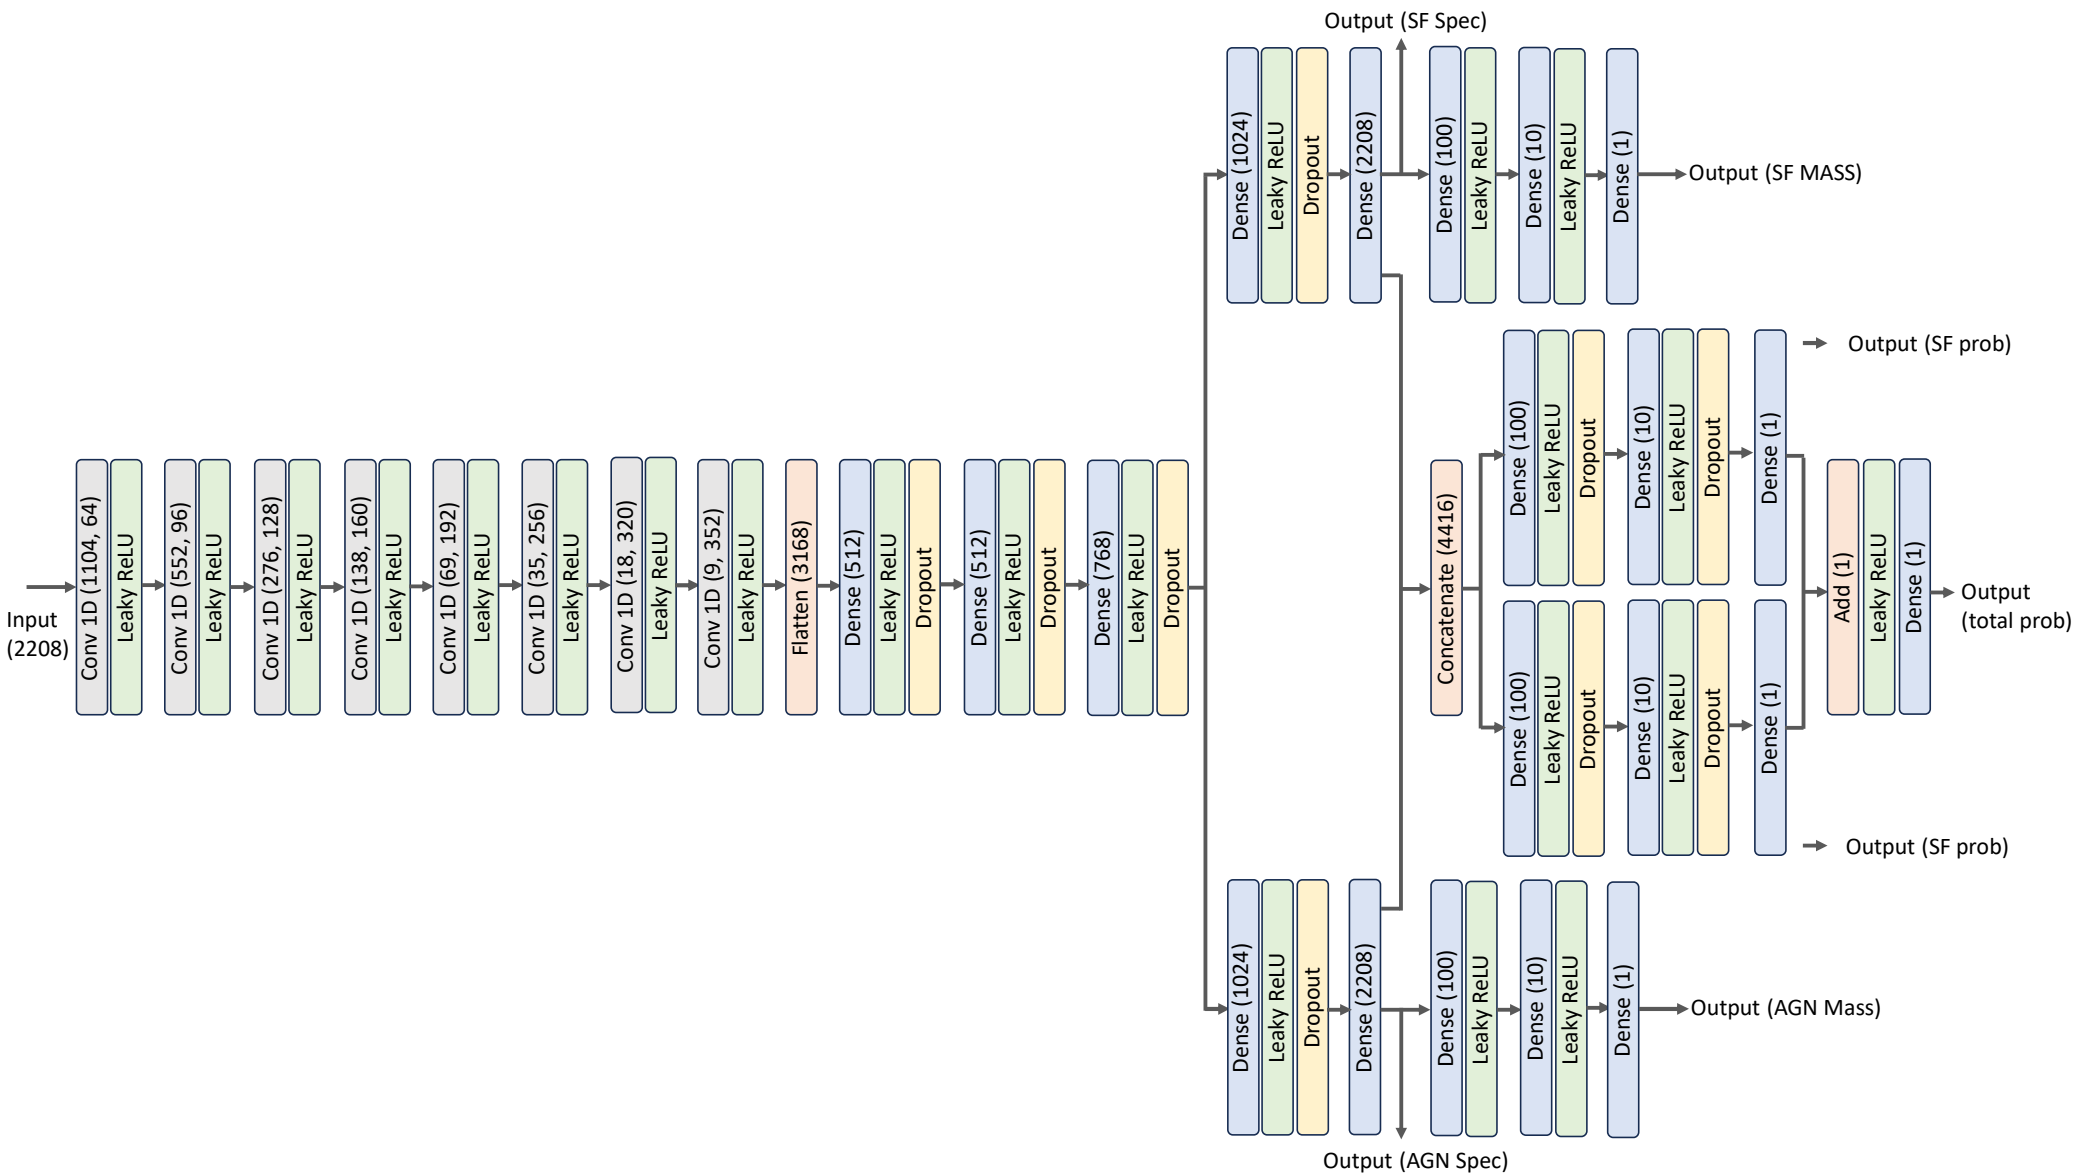 Output (SF Spec)
Dense (1024)
Leaky ReLU
Dropout
Dense (2208)
Dense (100)
Leaky ReLU
Dense (10)
Leaky ReLU
Dense (1)
Output (SF MASS)
Input
(2208)
Conv 1D (1104, 64)
Leaky ReLU
Conv 1D (552, 96)
Leaky ReLU
Conv 1D (276, 128)
Leaky ReLU
Conv 1D (138, 160)
Leaky ReLU
Conv 1D (69, 192)
Leaky ReLU
Conv 1D (35, 256)
Leaky ReLU
Conv 1D (18, 320)
Leaky ReLU
Conv 1D (9, 352)
Leaky ReLU
Flatten (3168)
Dense (512)
Leaky ReLU
Dropout
Dense (512)
Leaky ReLU
Dropout
Dense (768)
Leaky ReLU
Dropout
Concatenate (4416)
Dense (100)
Leaky ReLU
Dropout
Dense (10)
Leaky ReLU
Dropout
Dense (1)
Output (SF prob)
Dense (100)
Leaky ReLU
Dropout
Dense (10)
Leaky ReLU
Dropout
Dense (1)
Output (SF prob)
Add (1)
Leaky ReLU
Dense (1)
Output
(total prob)
Dense (1024)
Leaky ReLU
Dropout
Dense (2208)
Dense (100)
Leaky ReLU
Dense (10)
Leaky ReLU
Dense (1)
Output (AGN Mass)
Output (AGN Spec)